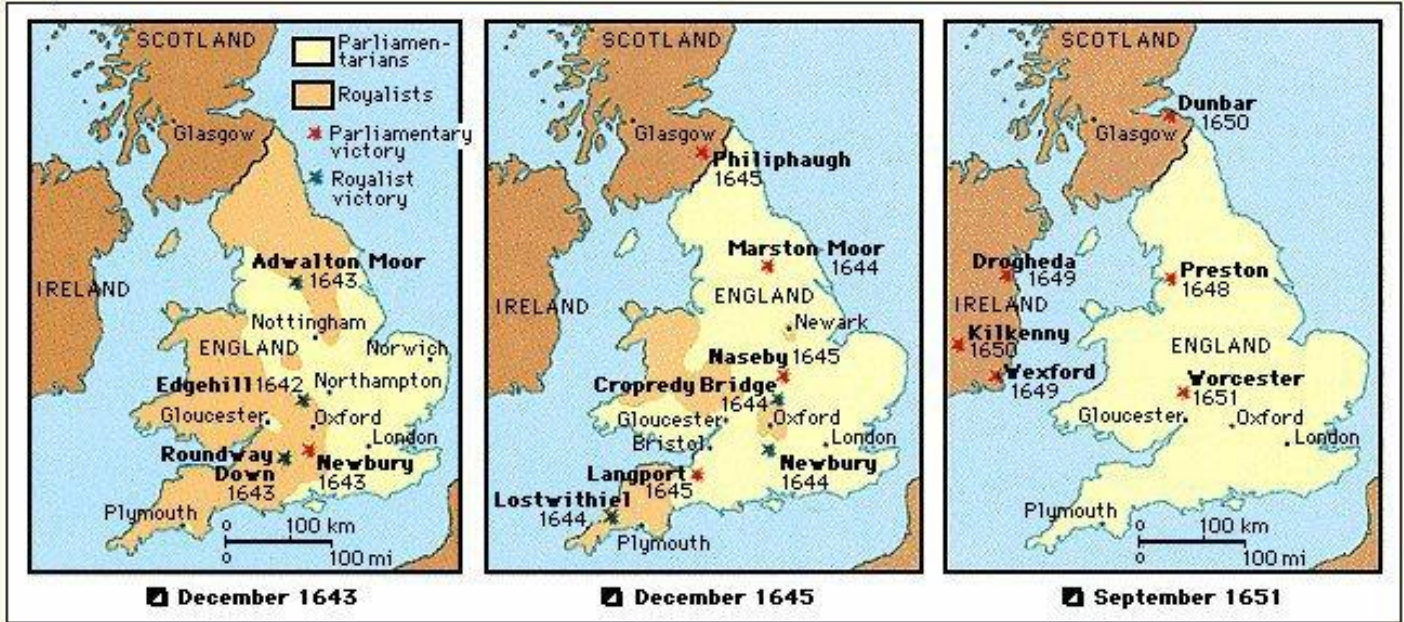 SCOTLAND
Parliamen-
tarians
Royalists
Parliamentary
victory
Royalist
victory
Glasgow
Adwalton Moor
1643
IRELAND
Nottingham
ENGLAND
Norwich
Edgehill 1642
Northampton
Gloucester
Oxford
London
Roundway
Down
1643
Newbury
1643
Plymouth
0 100 km
0 100 mi
December 1643
SCOTLAND
Glasgow
Philiphaugh
1645
Marston Moor
1644
IRELAND
ENGLAND
Newark
Naseby 1645
Cropredy Bridge
1644
Gloucester
Oxford
Bristol
London
Langport
1645
Newbury
1644
Lostwithiel
1644
Plymouth
December 1645
SCOTLAND
Dunbar
1650
Glasgow
Drogheda
1649
Preston
1648
IRELAND
Kilkenny
1650
ENGLAND
Wexford
1649
Worcester
1651
Gloucester
Oxford
London
Plymouth
0 100 km
0 100 mi
September 1651